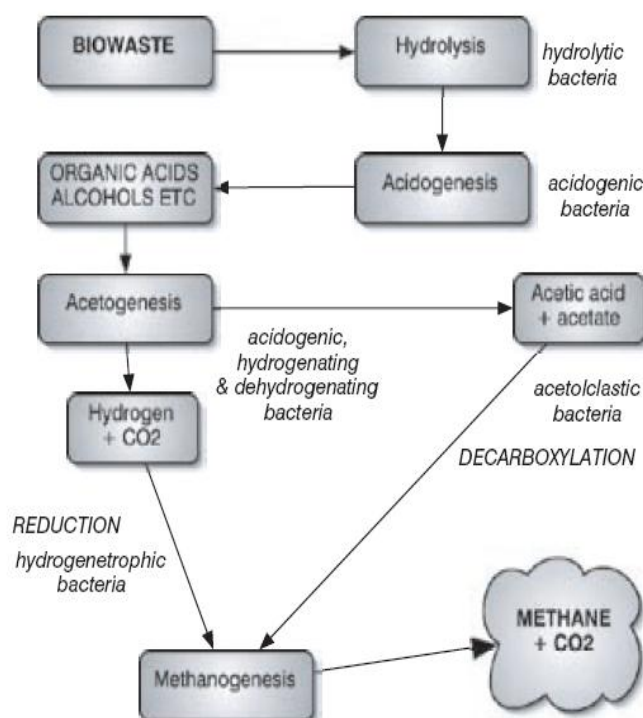 BIOWASTE
Hydrolysis
hydrolytic
bacteria
ORGANIC ACIDS
ALCOHOLS ETC
Acidogenesis
acidogenic
bacteria
Acetogenesis
Acetic acid
+ acetate
acidogenic,
hydrogenating
& dehydrogenating
bacteria
acetolclastic
bacteria
Hydrogen
+ CO2
DECARBOXYLATION
REDUCTION
hydrogenetrophic
bacteria
METHANE
+ CO2
Methanogenesis